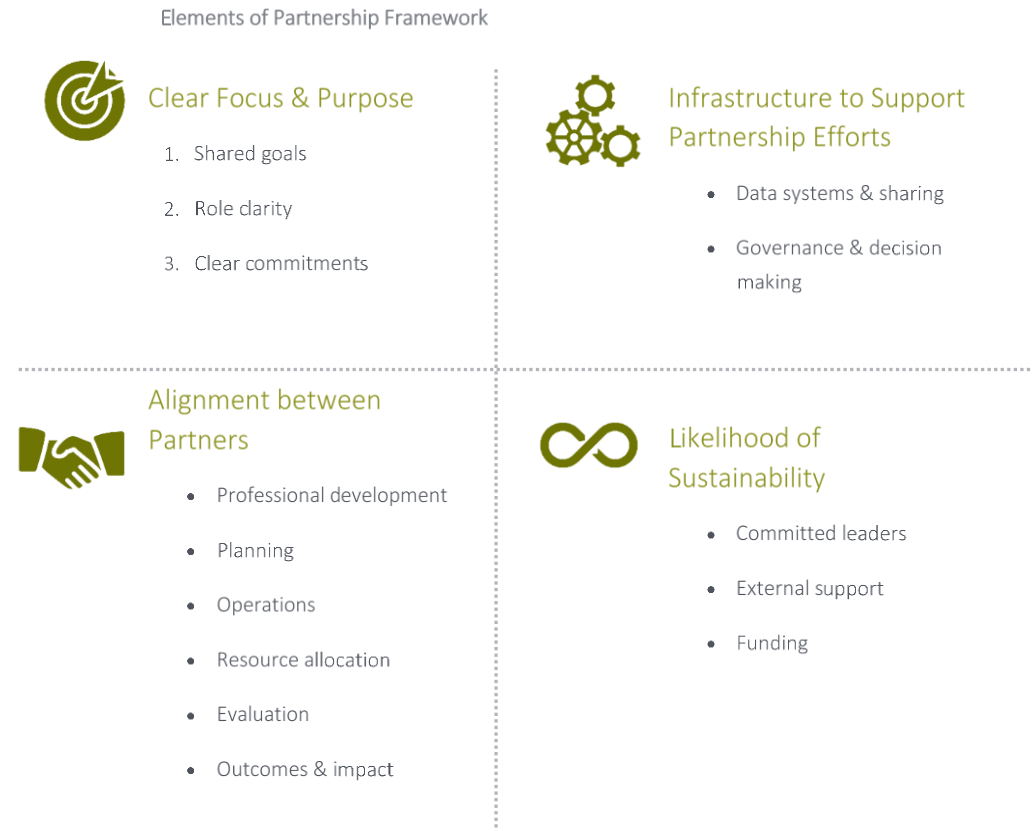 Elements of Partnership Framework
Clear Focus & Purpose
1. Shared goals
2. Role clarity
3. Clear commitments
Infrastructure to Support
Partnership Efforts
• Data systems & sharing
• Governance & decision
making
Alignment between
Partners
• Professional development
• Planning
• Operations
• Resource allocation
• Evaluation
• Outcomes & impact
Likelihood of
Sustainability
• Committed leaders
• External support
• Funding